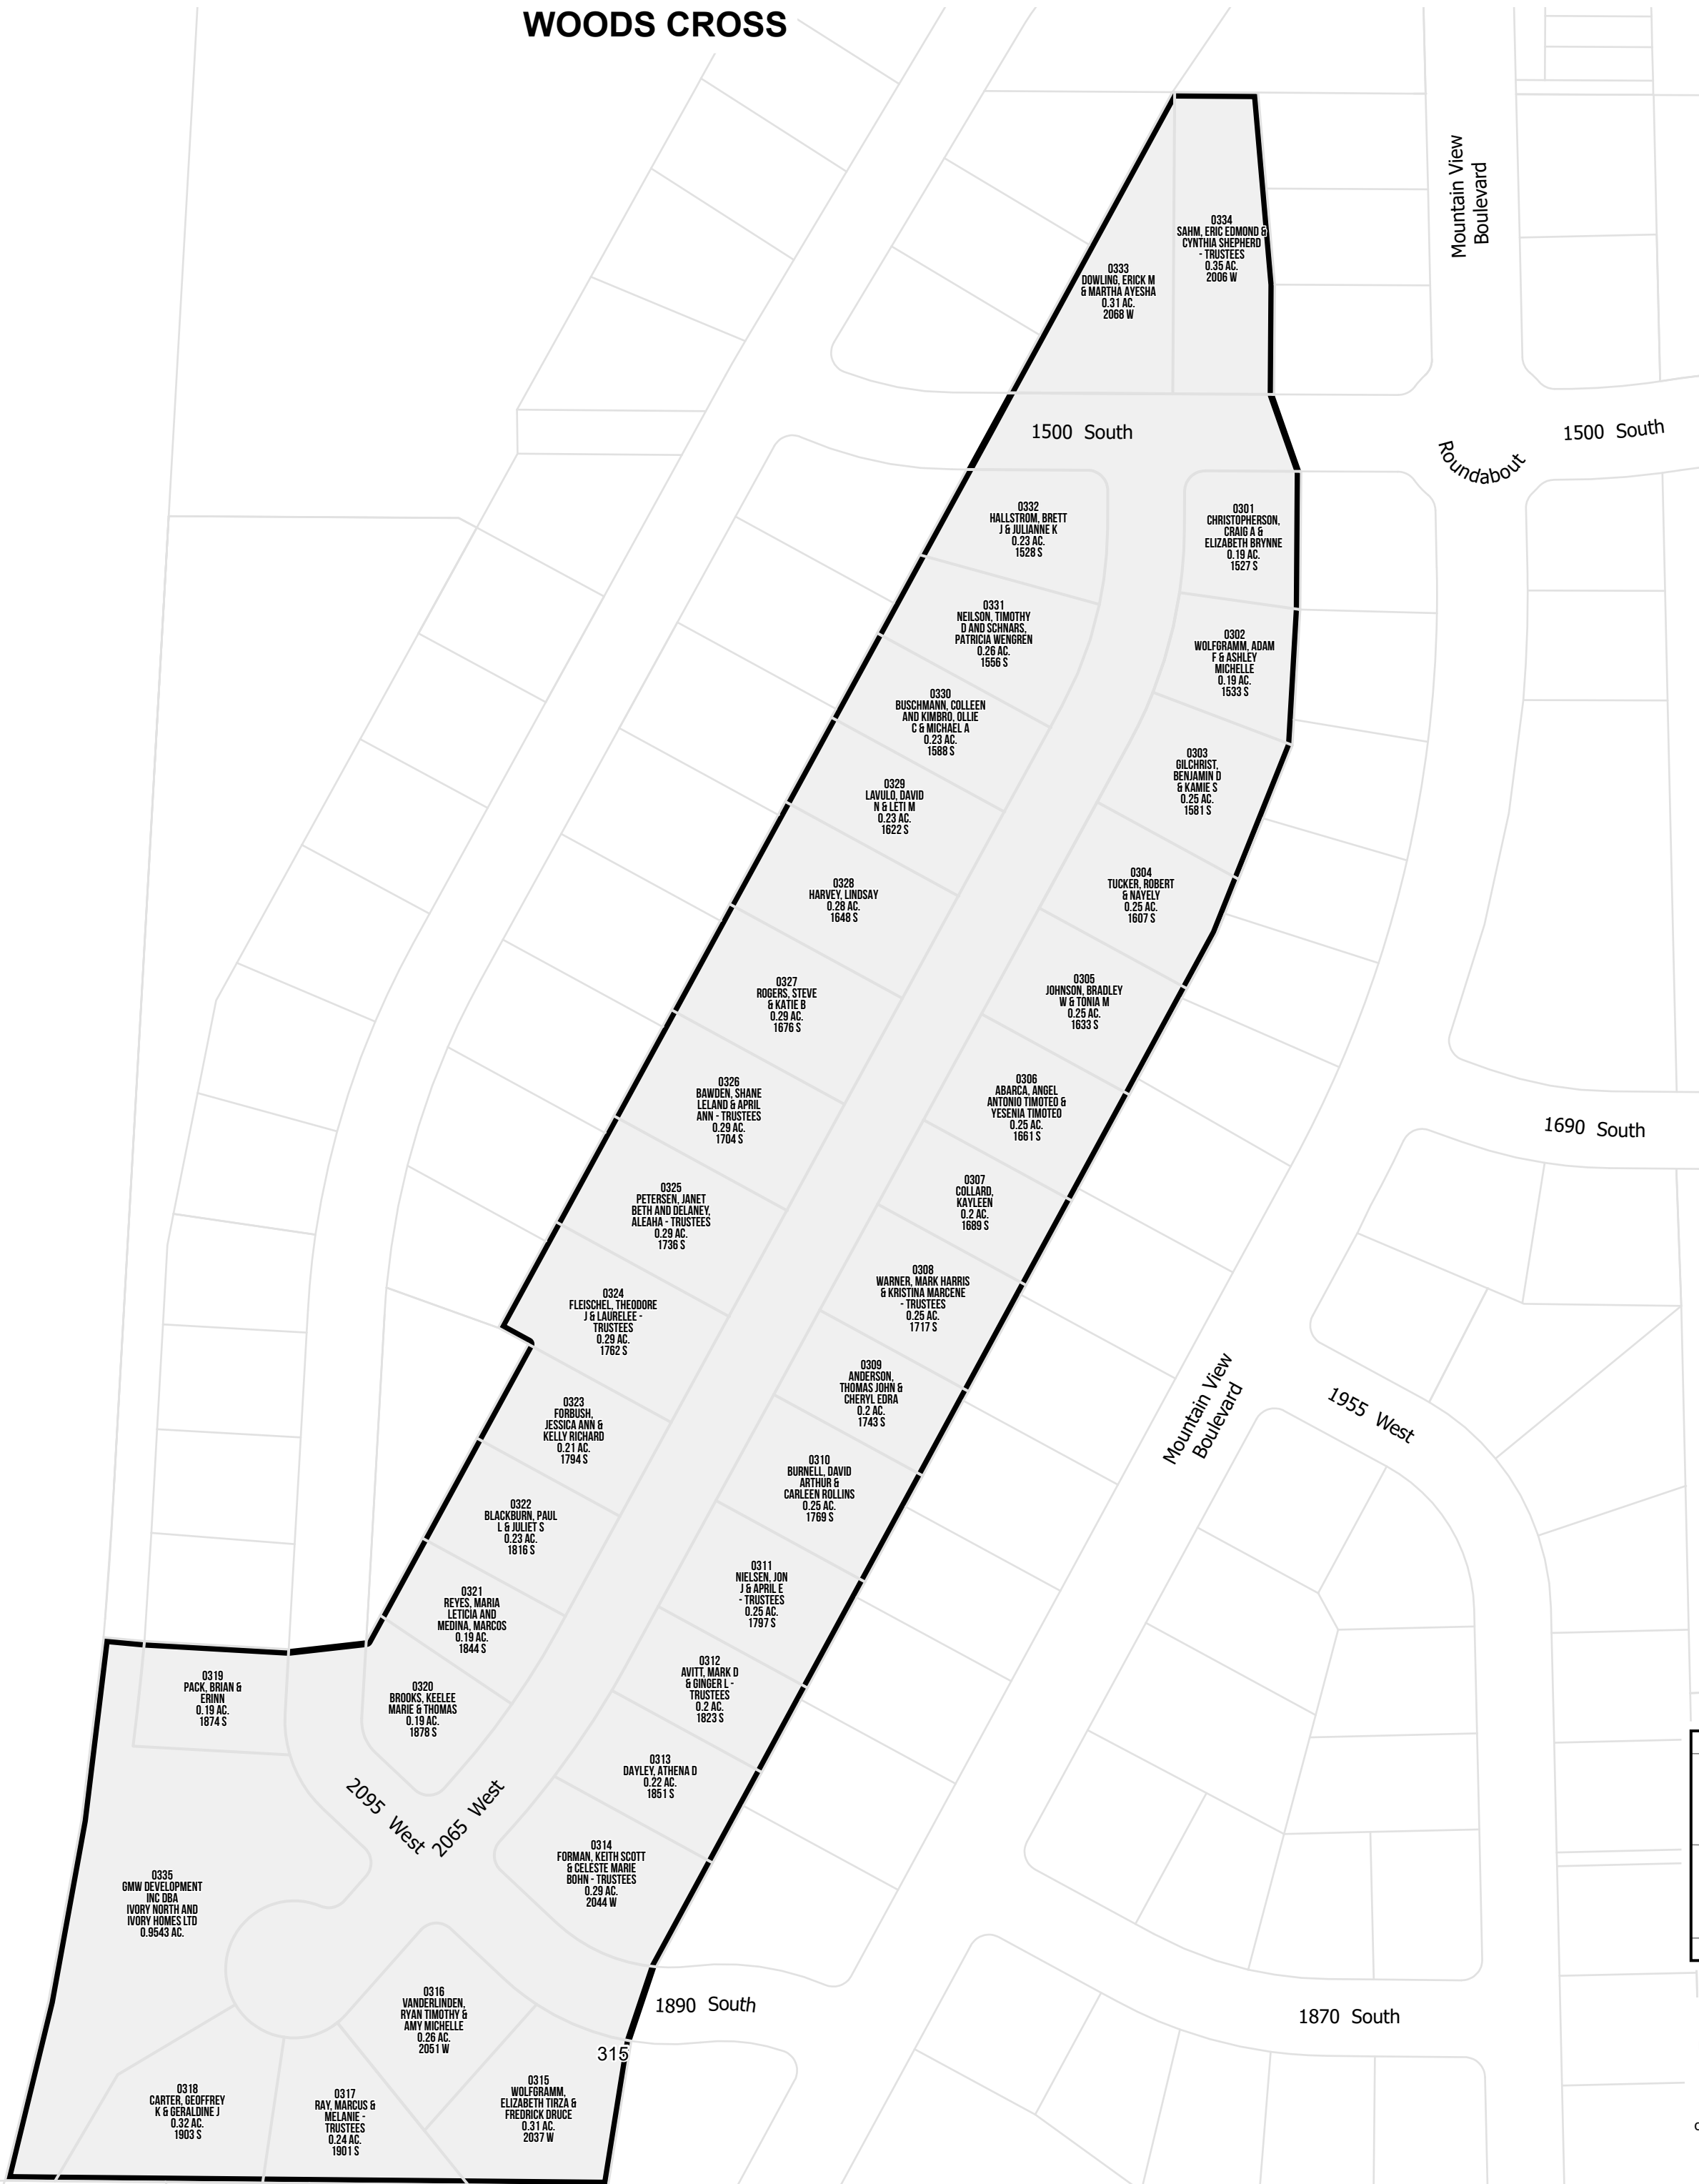 WOODS CROSS
Mountain View
Boulevard
0334
SAHM, ERIC EDMOND &
CYNTHIA SHEPHERD
- TRUSTEES
0.35 AC.
2006 W
0333
DOWLING, ERICK M
& MARTHA AYESHA
0.31 AC.
2068 W
1500 South
1500 South
Roundabout
0332
HALLSTROM, BRETT
J & JULIANNE K
0.23 AC.
1528 S
0301
CHRISTOPHERSON,
CRAIG A &
ELIZABETH BRYNNE
0.19 AC.
1527 S
0331
NEILSON, TIMOTHY
D AND SCHNARS,
PATRICIA WENGREN
0.26 AC.
1556 S
0302
WOLFGRAMM, ADAM
F & ASHLEY
MICHELLE
0.19 AC.
1533 S
0330
BUSCHMANN, COLLEEN
AND KIMBRO, OLLIE
C & MICHAEL A
0.23 AC.
1588 S
0303
GILCHRIST,
BENJAMIN D
& KAMIE S
0.25 AC.
1581 S
0329
LAVULO, DAVID
N & LETI M
0.23 AC.
1622 S
0304
TUCKER, ROBERT
& NAYELY
0.25 AC.
1607 S
0328
HARVEY, LINDSAY
0.28 AC.
1648 S
0305
JOHNSON, BRADLEY
W & TONIA M
0.25 AC.
1633 S
0327
ROGERS, STEVE
& KATIE B
0.29 AC.
1676 S
0306
ABARCA, ANGEL
ANTONIO TIMOTEO &
YESENIA TIMOTEO
0.25 AC.
1661 S
0326
BAWDEN, SHANE
LELAND & APRIL
ANN - TRUSTEES
0.29 AC.
1704 S
1690 South
0307
COLLARD,
KAYLEEN
0.2 AC.
1689 S
0325
PETERSEN, JANET
BETH AND DELANEY,
ALEAHA - TRUSTEES
0.29 AC.
1736 S
0308
WARNER, MARK HARRIS
& KRISTINA MARCENE
- TRUSTEES
0.25 AC.
1717 S
0324
FLEISCHEL, THEODORE
J & LAURELEE -
TRUSTEES
0.29 AC.
1762 S
0309
ANDERSON,
THOMAS JOHN &
CHERYL EDRA
0.2 AC.
1743 S
Mountain View
Boulevard
1955 West
0323
FORBUSH,
JESSICA ANN &
KELLY RICHARD
0.21 AC.
1794 S
0310
BURNELL, DAVID
ARTHUR &
CARLEEN ROLLINS
0.25 AC.
1769 S
0322
BLACKBURN, PAUL
L & JULIET S
0.23 AC.
1816 S
0311
NIELSEN, JON
J & APRIL E
- TRUSTEES
0.25 AC.
1797 S
0321
REYES, MARIA
LETICIA AND
MEDINA, MARCOS
0.19 AC.
1844 S
0312
AVITT, MARK D
& GINGER L -
TRUSTEES
0.2 AC.
1823 S
0319
PACK, BRIAN &
ERINN
0.19 AC.
1874 S
0320
BROOKS, KEELEE
MARIE & THOMAS
0.19 AC.
1878 S
0313
DAYLEY, ATHENA D
0.22 AC.
1851 S
2095 West
2065 West
0314
FORMAN, KEITH SCOTT
& CELESTE MARIE
BOHN - TRUSTEES
0.29 AC.
2044 W
0335
GMW DEVELOPMENT
INC DBA
IVORY NORTH AND
IVORY HOMES LTD
0.9543 AC.
0316
VANDERLINDEN,
RYAN TIMOTHY &
AMY MICHELLE
0.26 AC.
2051 W
1890 South
1870 South
315
0318
CARTER, GEOFFREY
K & GERALDINE J
0.32 AC.
1903 S
0317
RAY, MARCUS &
MELANIE -
TRUSTEES
0.24 AC.
1901 S
0315
WOLFGRAMM,
ELIZABETH TIRZA &
FREDRICK DRUCE
0.31 AC.
2037 W